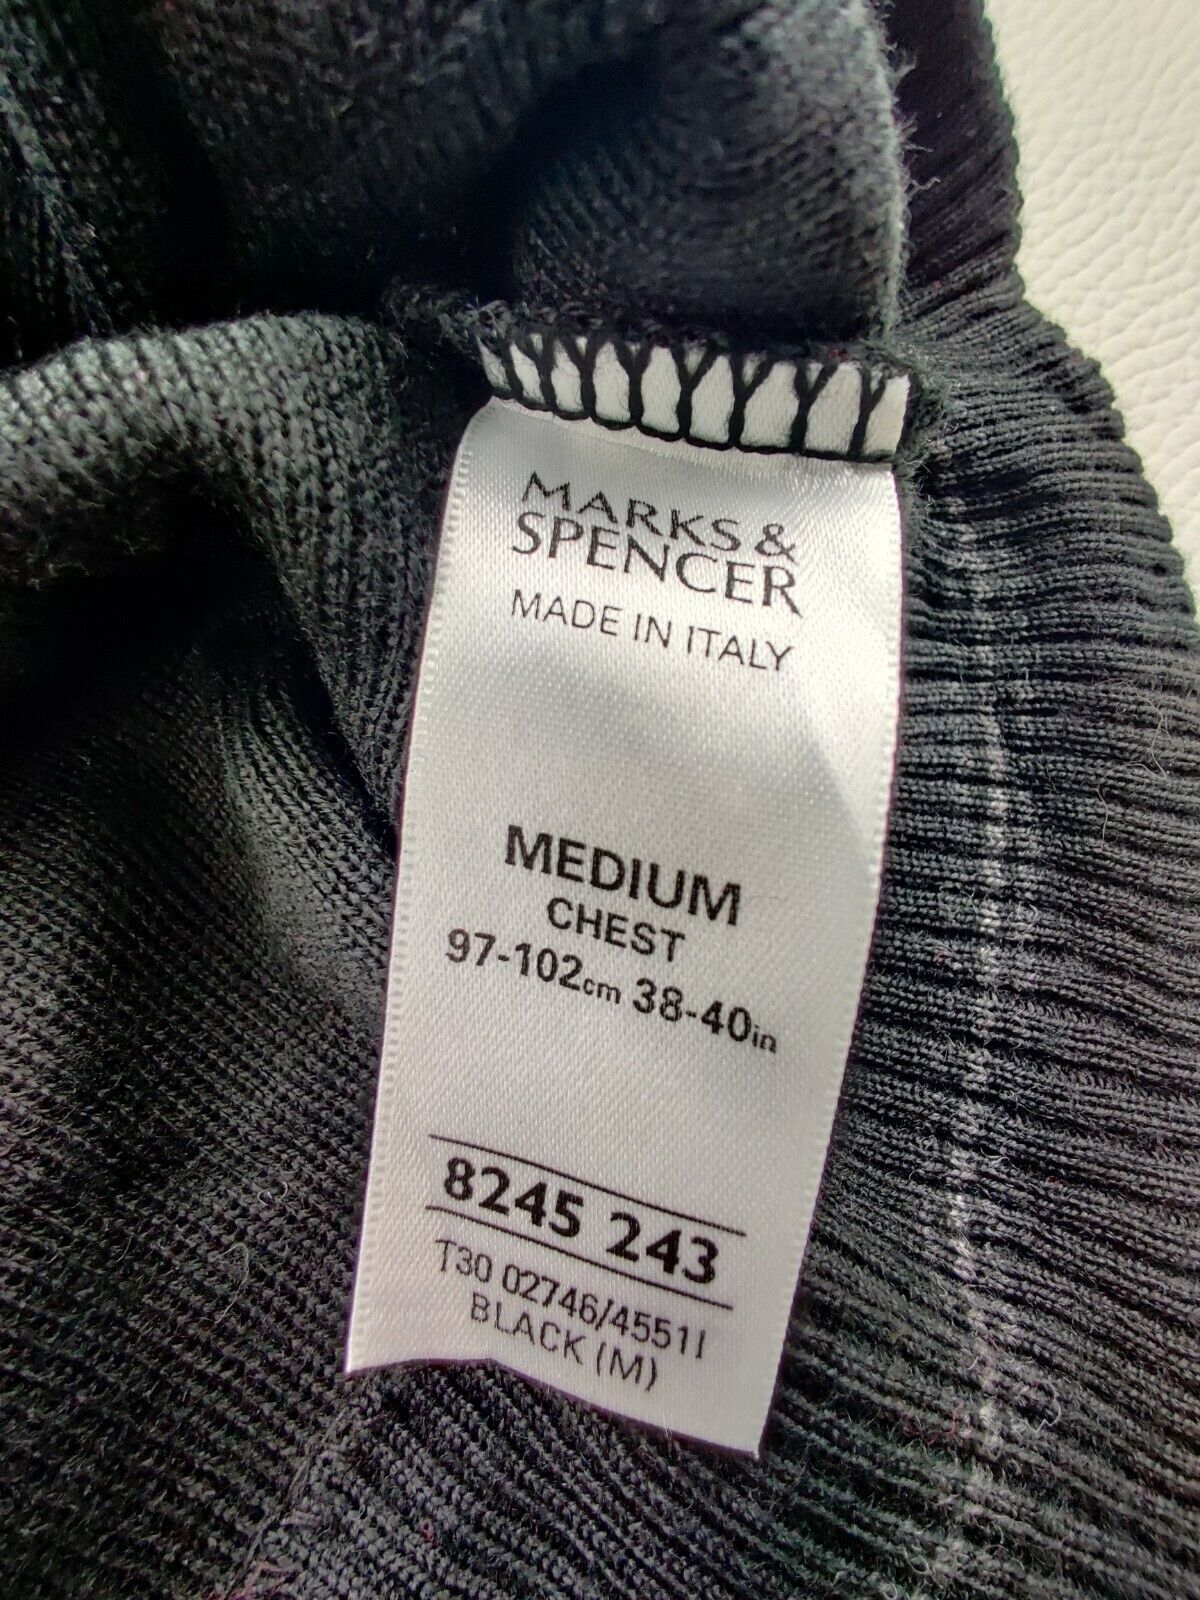 MARKS &
SPENCER
MADE IN ITALY
MEDIUM
CHEST
97-102cm 38-40in
8245 243
T30 02746/4551I
BLACK (M)